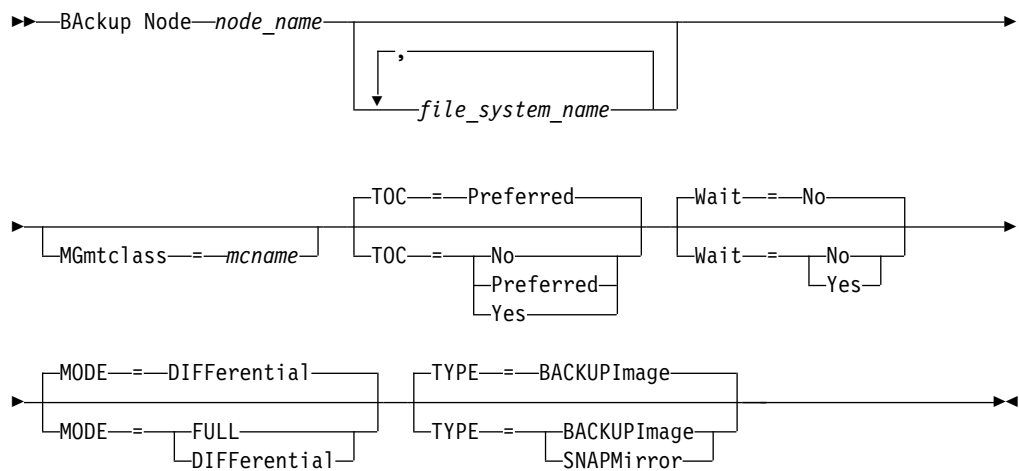 BAckup Node node_name
,
file_system_name
TOC = Preferred Wait = No
MGmtclass = mcname TOC = No Wait = No
Preferred Yes
Yes
MODE = DIFFerential TYPE = BACKUPImage
MODE = FULL TYPE = BACKUPImage
DIFFerential SNAPMirror